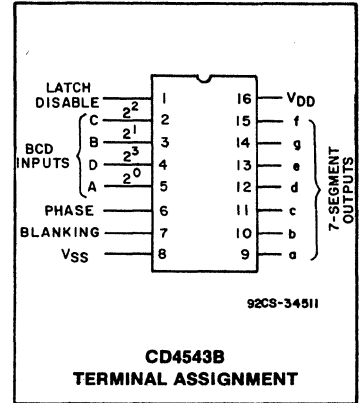 LATCH
DISABLE 1 16 VDD
C 2² 2 15 f
B 2¹ 3 14 g
BCD
INPUTS
D 2³ 4 13 e
A 2⁰ 5 12 d
PHASE 6 11 c
BLANKING 7 10 b
VSS 8 9 a
7-SEGMENT
OUTPUTS
92CS-34511
CD4543B
TERMINAL ASSIGNMENT